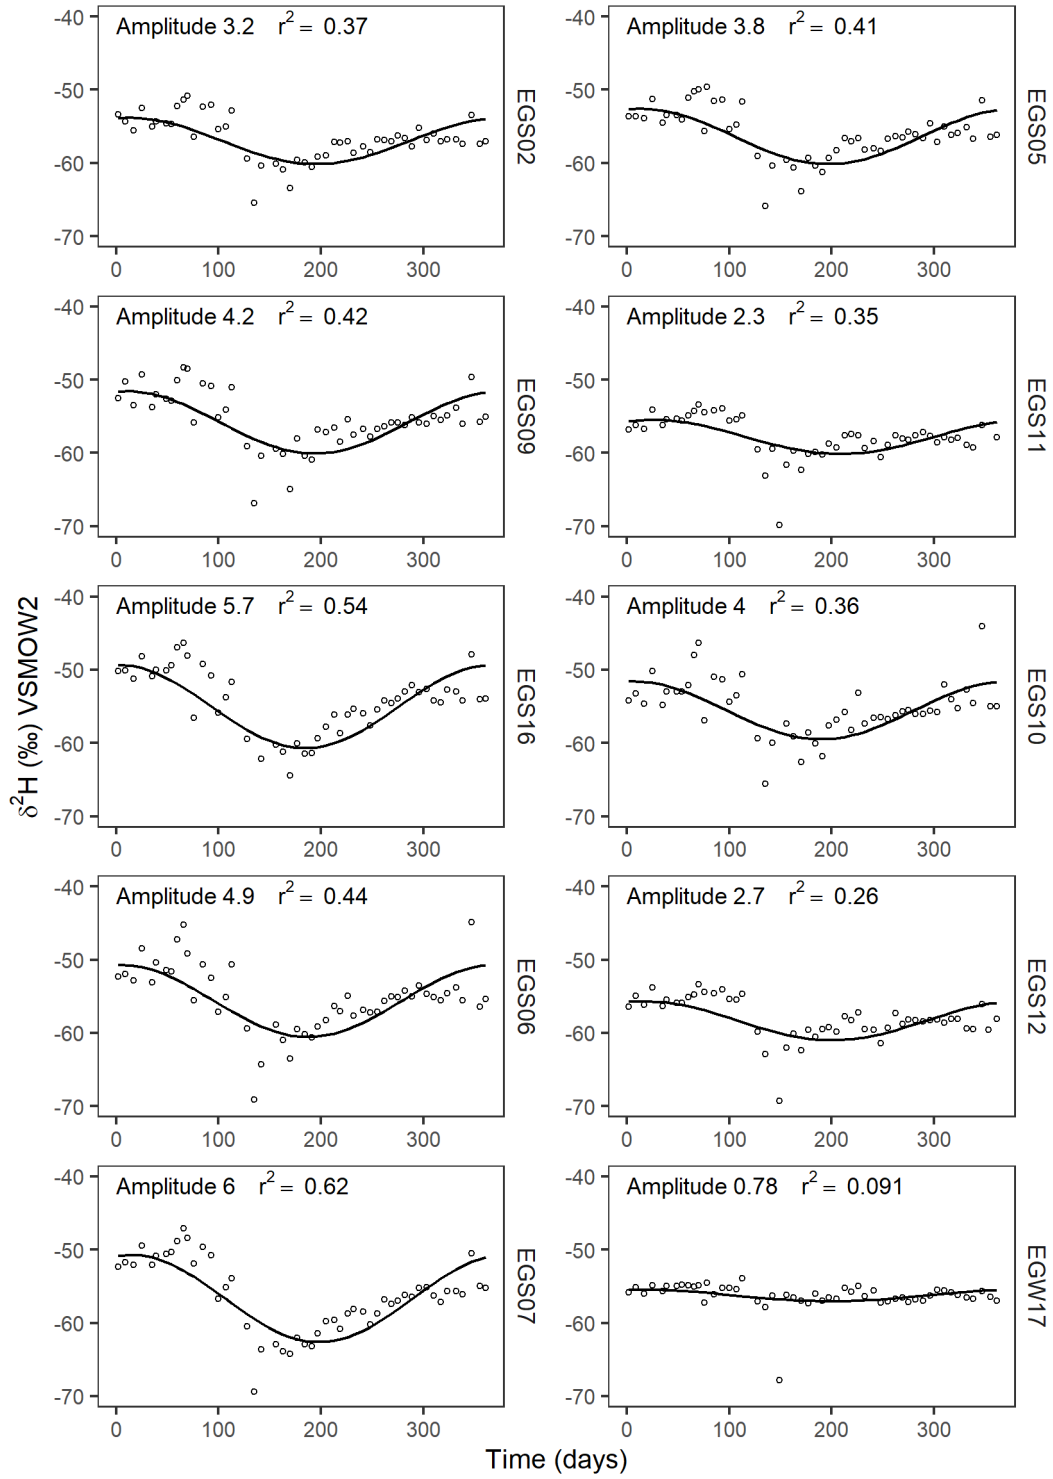 Amplitude 3.2 r² = 0.37
-40
-50
-60
-70
0 100 200 300
EGS02
Amplitude 3.8 r² = 0.41
-40
-50
-60
-70
0 100 200 300
EGS05
Amplitude 4.2 r² = 0.42
-40
-50
-60
-70
0 100 200 300
EGS09
Amplitude 2.3 r² = 0.35
-40
-50
-60
-70
0 100 200 300
EGS11
Amplitude 5.7 r² = 0.54
-40
-50
-60
-70
0 100 200 300
EGS16
Amplitude 4 r² = 0.36
-40
-50
-60
-70
0 100 200 300
EGS10
Amplitude 4.9 r² = 0.44
-40
-50
-60
-70
0 100 200 300
EGS06
Amplitude 2.7 r² = 0.26
-40
-50
-60
-70
0 100 200 300
EGS12
Amplitude 6 r² = 0.62
-40
-50
-60
-70
0 100 200 300
EGS07
Amplitude 0.78 r² = 0.091
-40
-50
-60
-70
0 100 200 300
EGW17
δ²H (‰) VSMOW2
Time (days)